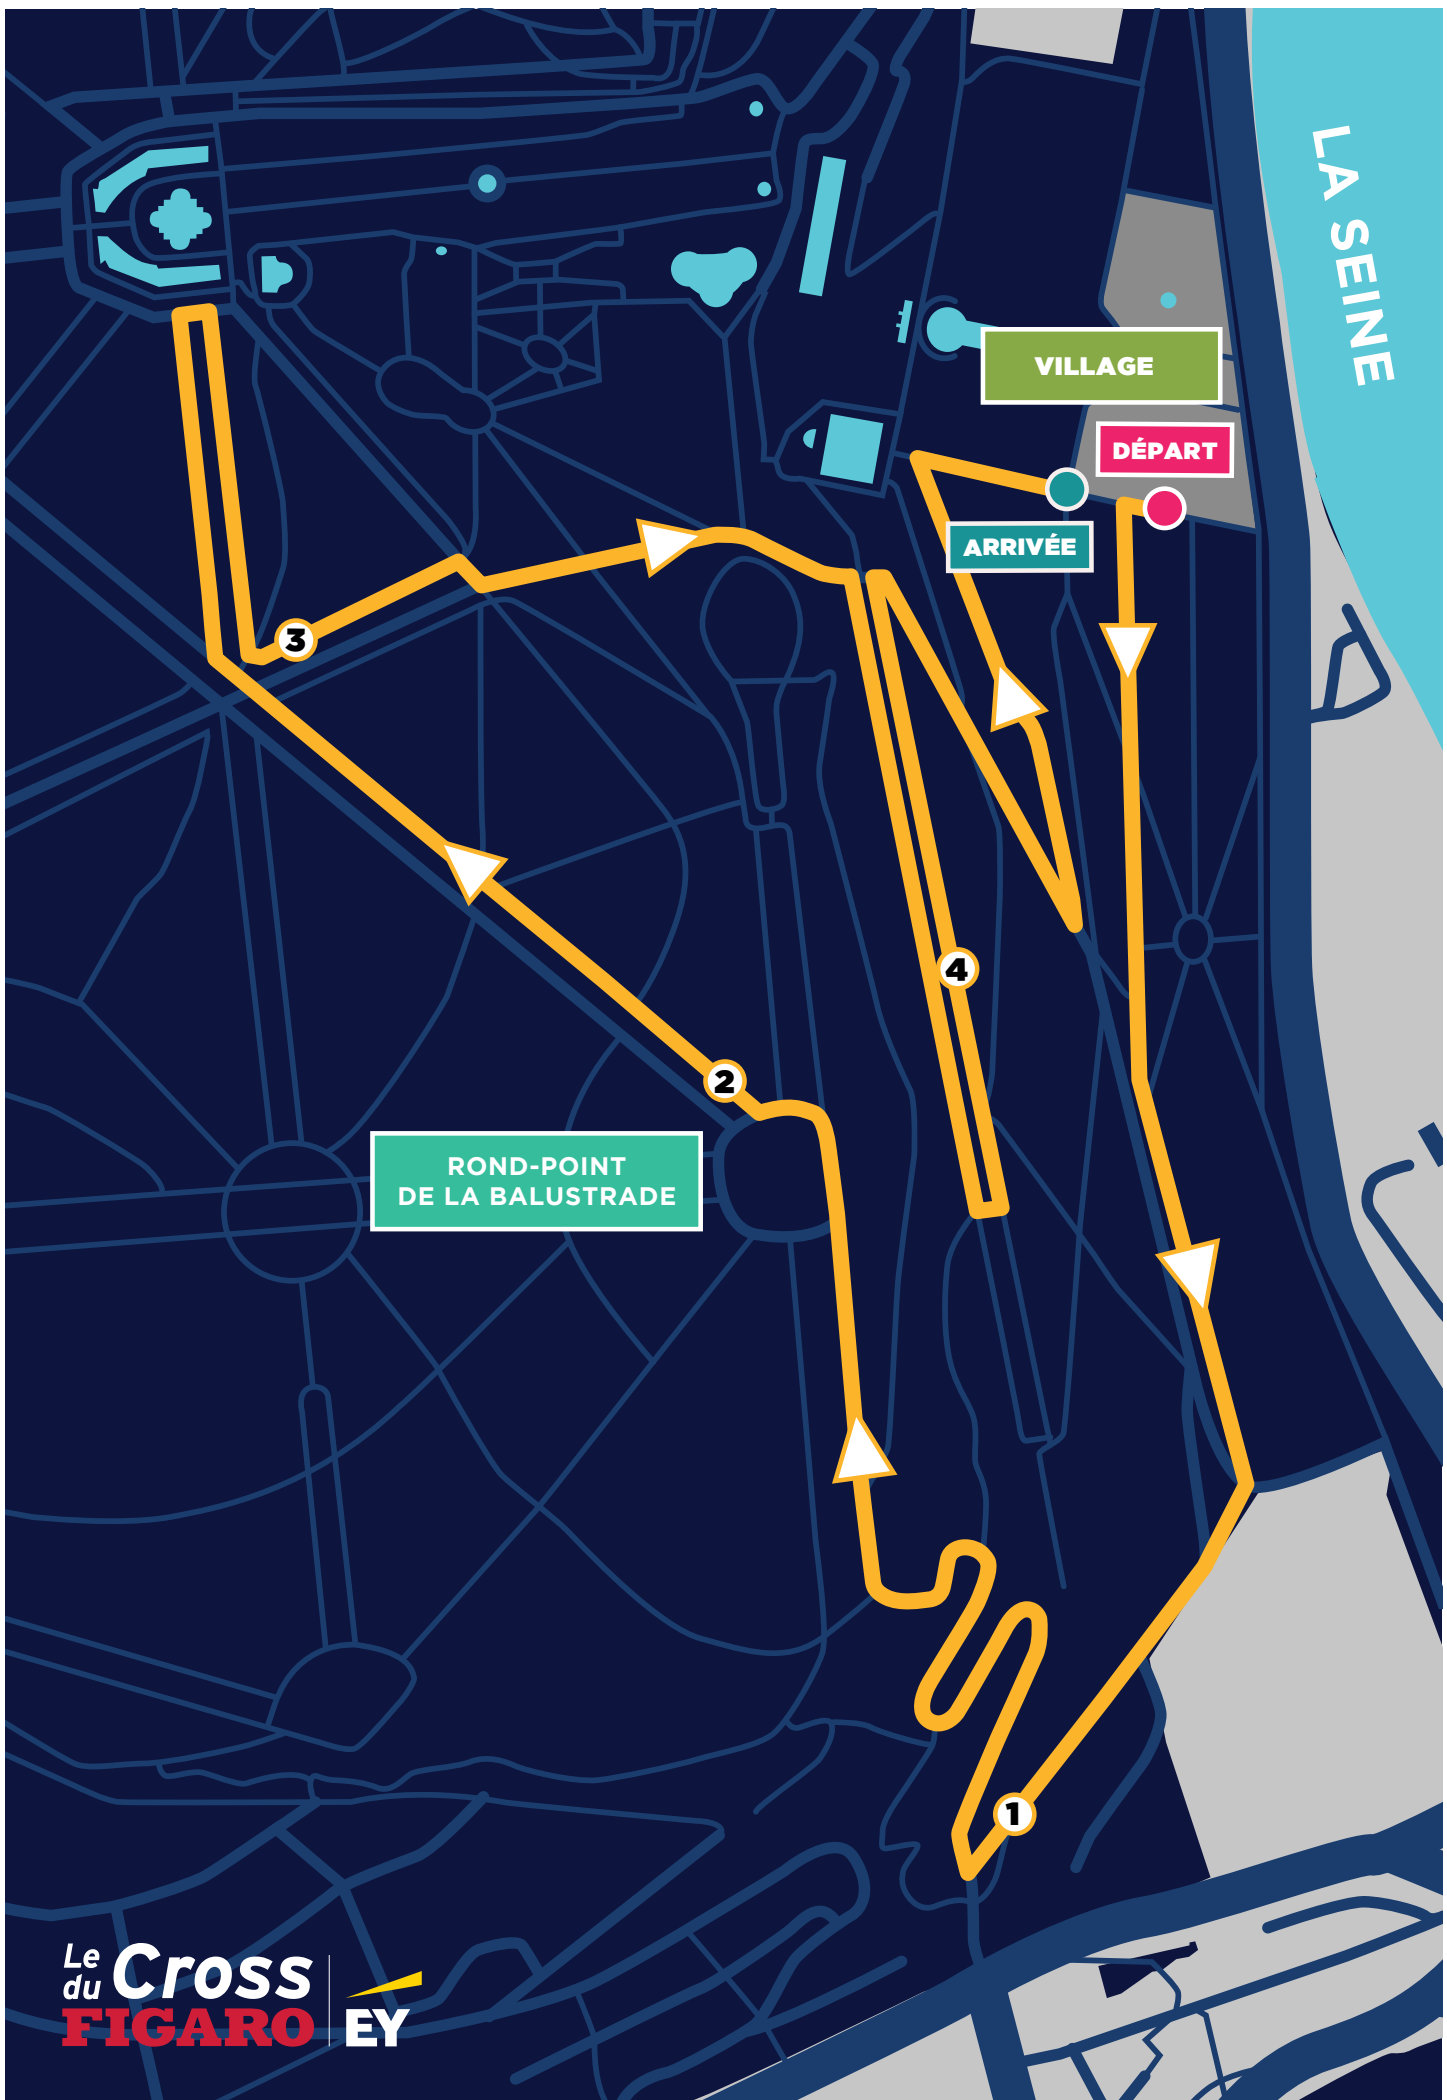 LA SEINE
VILLAGE
DÉPART
ARRIVÉE
3
4
2
ROND-POINT
DE LA BALUSTRADE
1
Le
du Cross
FIGARO
EY